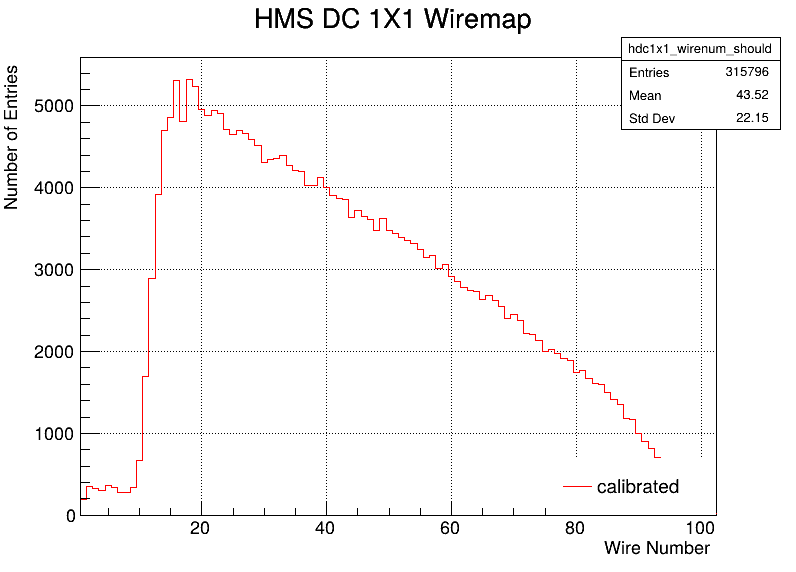 HMS DC 1X1 Wiremap
hdc1x1_wirenum_should
Entries 315796
Mean 43.52
Std Dev 22.15
Number of Entries
5000
4000
3000
2000
1000
0
20 40 60 80 100
Wire Number
calibrated